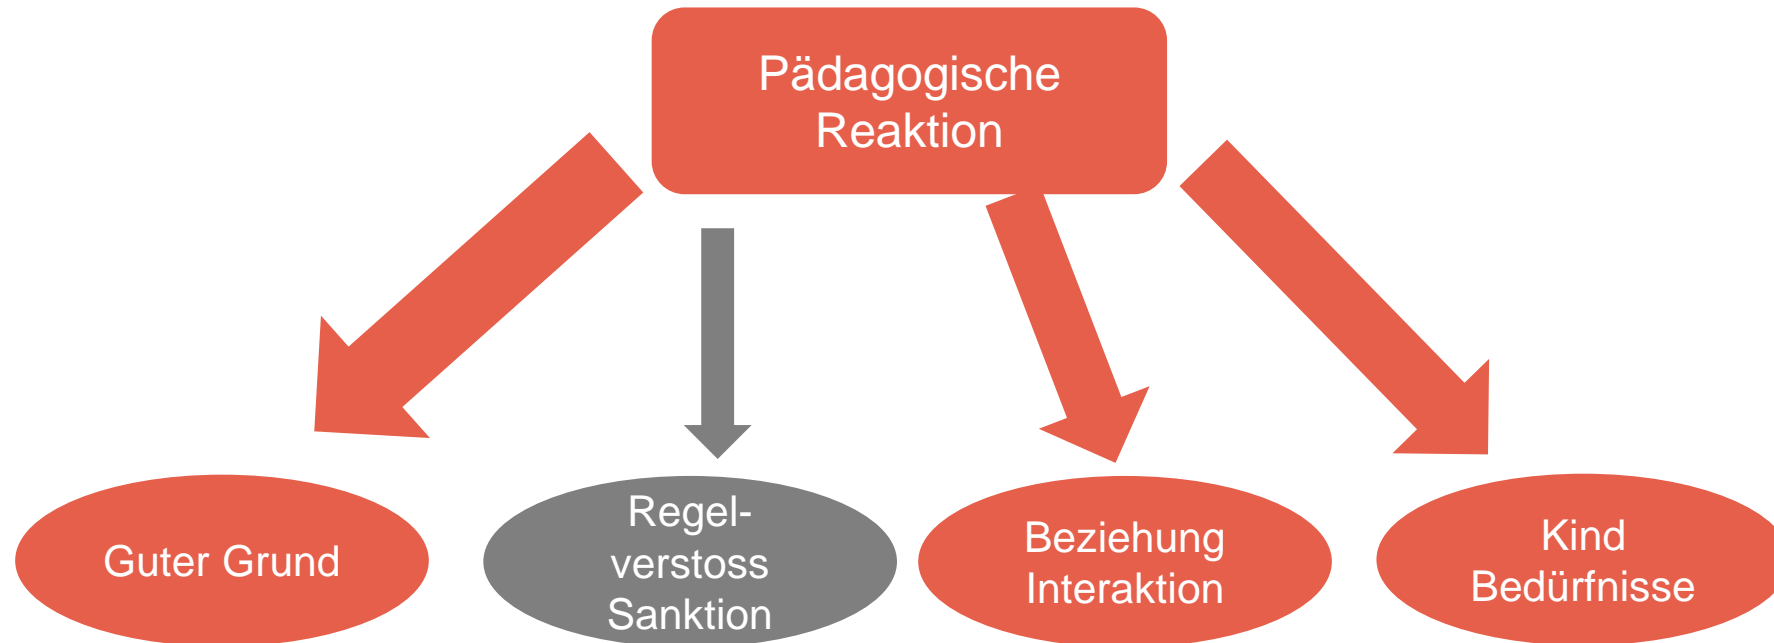 Pädagogische
Reaktion
Guter Grund
Regel-
verstoss
Sanktion
Beziehung
Interaktion
Kind
Bedürfnisse